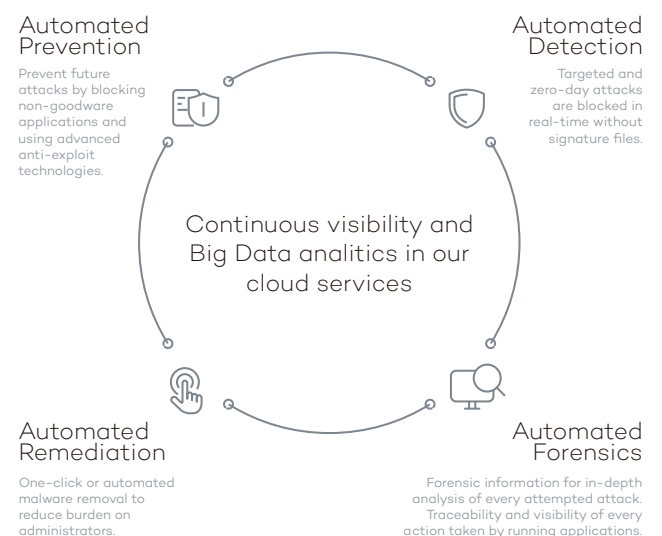 Automated
Prevention
Prevent future
attacks by blocking
non-goodware
applications and
using advanced
anti-exploit
technologies.
Automated
Detection
Targeted and
zero-day attacks
are blocked in
real-time without
signature files.
Continuous visibility and
Big Data analitics in our
cloud services
Automated
Remediation
One-click or automated
malware removal to
reduce burden on
administrators.
Automated
Forensics
Forensic information for in-depth
analysis of every attempted attack.
Traceability and visibility of every
action taken by running applications.